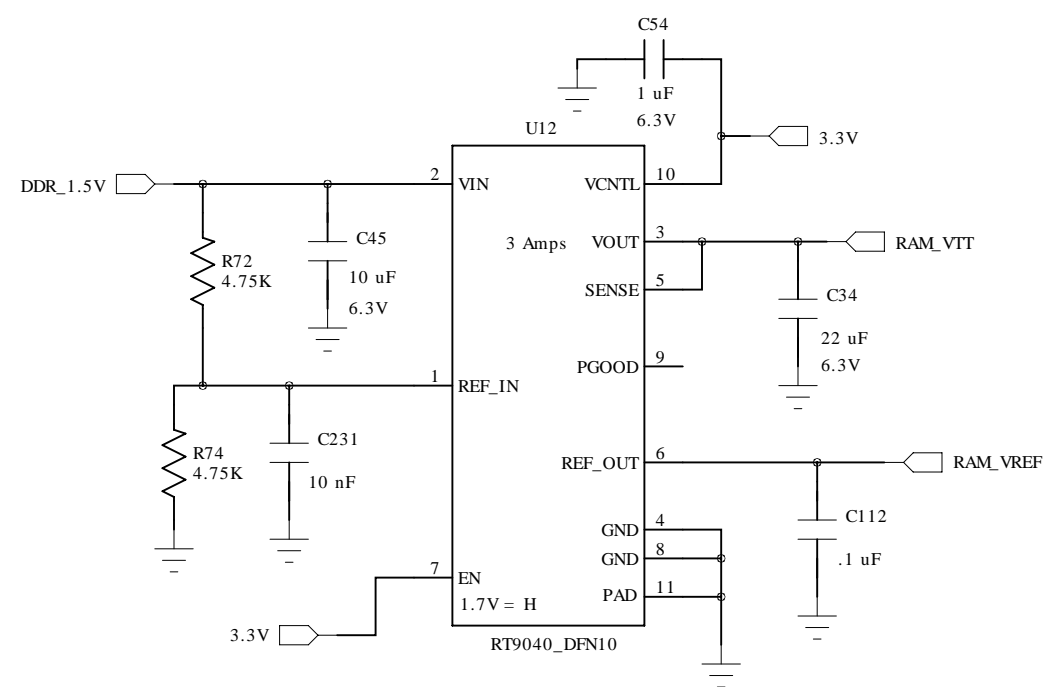 C54
1 uF
6.3V
U12
3.3V
DDR_1.5V
2
VIN
VCNTL
10
C45
10 uF
6.3V
R72
4.75K
3 Amps
VOUT
3
RAM_VTT
SENSE
5
C34
22 uF
6.3V
PGOOD
9
1
REF_IN
R74
4.75K
C231
10 nF
REF_OUT
6
RAM_VREF
C112
.1 uF
GND
4
GND
8
PAD
11
7
EN
1.7V = H
3.3V
RT9040_DFN10